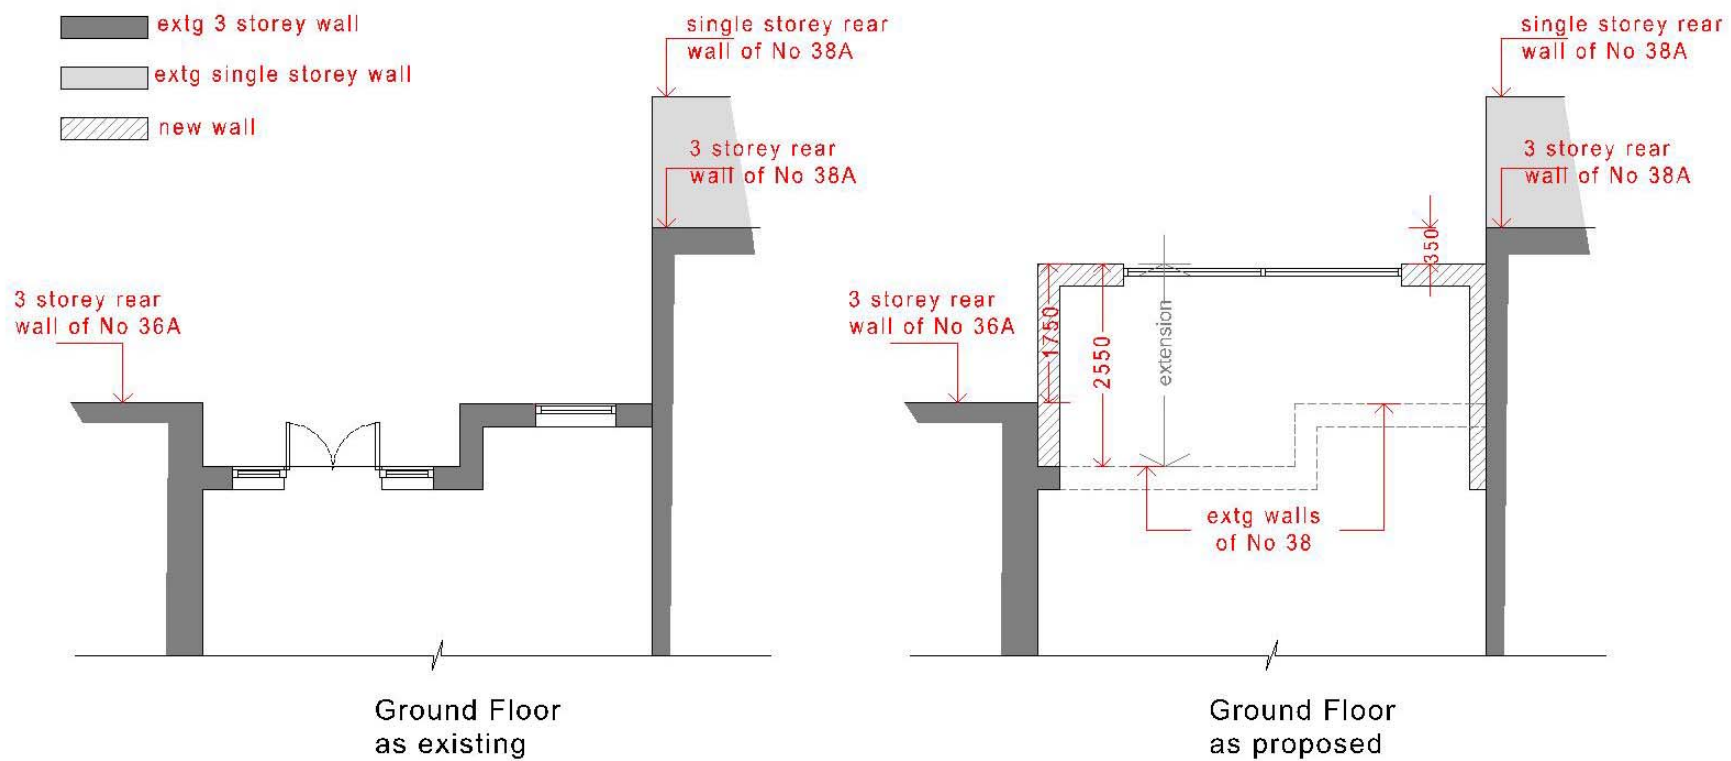 extg 3 storey wall
extg single storey wall
new wall
single storey rear
wall of No 38A
3 storey rear
wall of No 38A
3 storey rear
wall of No 36A
Ground Floor
as existing
single storey rear
wall of No 38A
3 storey rear
wall of No 38A
350
3 storey rear
wall of No 36A
1750
2550
extension
extg walls
of No 38
Ground Floor
as proposed